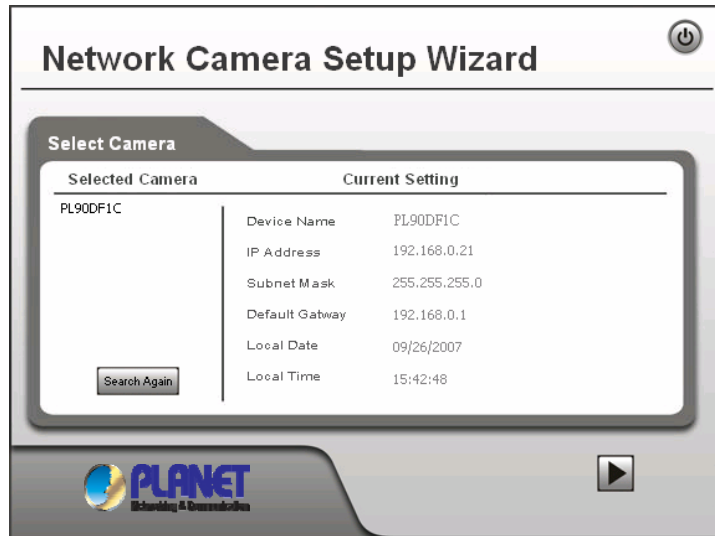 Network Camera Setup Wizard
Select Camera
Selected Camera
Current Setting
PL90DF1C
Device Name PL90DF1C
IP Address 192.168.0.21
Subnet Mask 255.255.255.0
Default Gatway 192.168.0.1
Local Date 09/26/2007
Local Time 15:42:48
Search Again
PLANET
Networking & Communication